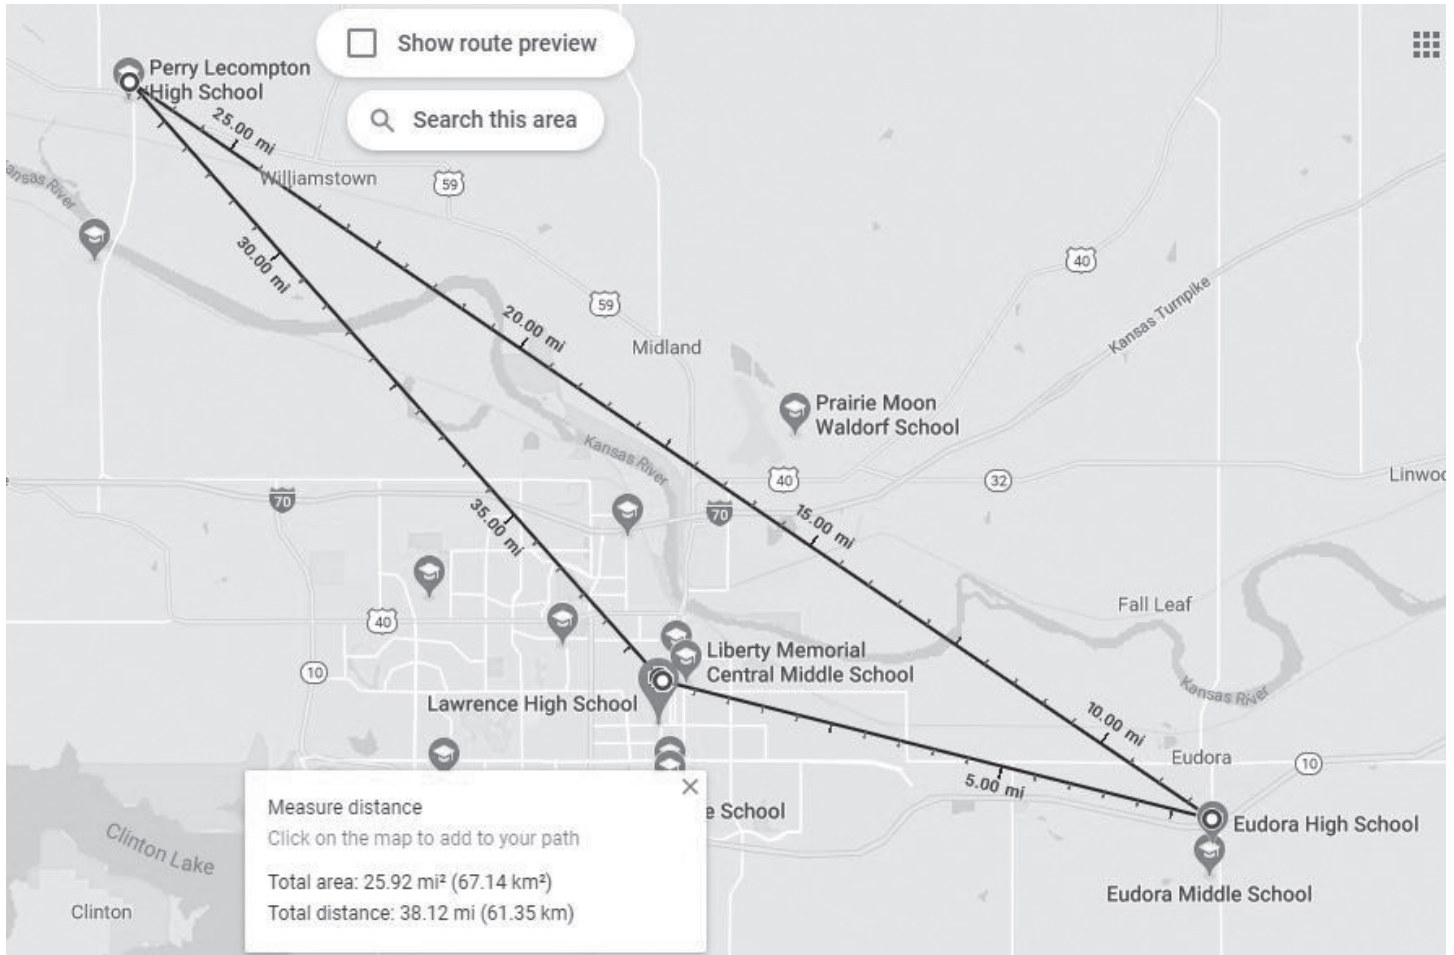 Show route preview
Search this area
Perry Lecompton
High School
25.00 mi
Williamstown
59
Kansas River
30.00 mi
40
59
20.00 mi
Midland
Kansas Turnpike
Prairie Moon
Waldorf School
Kansas River
40
32
Linwoo
70
70
35.00 mi
15.00 mi
Fall Leaf
40
10
Liberty Memorial
Central Middle School
Lawrence High School
Kansas River
10.00 mi
Eudora
10
5.00 mi
Eudora High School
Eudora Middle School
e School
Clinton Lake
Clinton
Measure distance
Click on the map to add to your path
Total area: 25.92 mi² (67.14 km²)
Total distance: 38.12 mi (61.35 km)